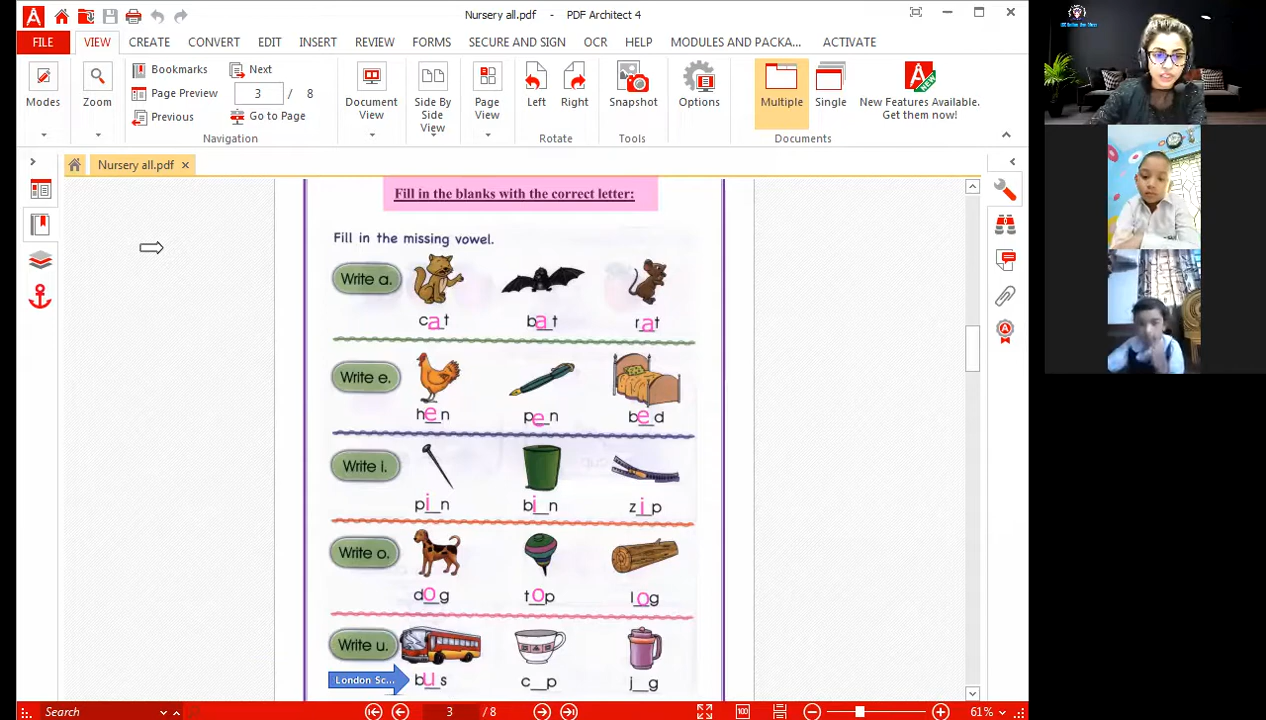 Nursery all.pdf - PDF Architect 4
FILE VIEW CREATE CONVERT EDIT INSERT REVIEW FORMS SECURE AND SIGN OCR HELP MODULES AND PACKA... ACTIVATE
Modes
Zoom
Bookmarks
Next
Page Preview
3 / 8
Previous
Go to Page
Navigation
Document View
Side By Side View
Page View
Left
Right
Rotate
Snapshot
Tools
Options
Multiple
Single
Documents
New Features Available.
Get them now!
Nursery all.pdf
Fill in the blanks with the correct letter:
Fill in the missing vowel.
Write a.
cat bat rat
Write e.
hen pen bed
Write i.
pin bin zip
Write o.
dog top log
Write u.
London Sc...
bus c_p j_g
Search
3 / 8
100
61%